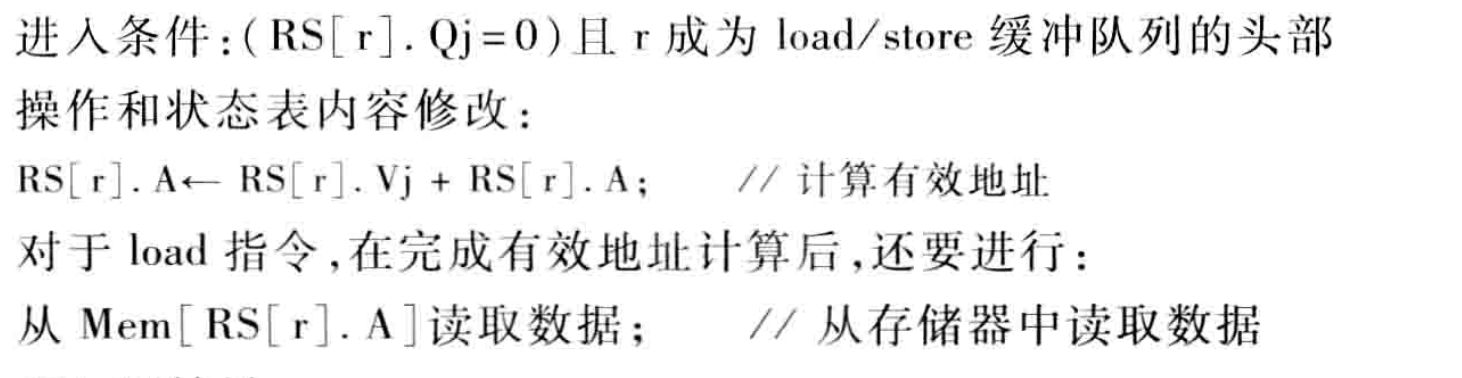 进入条件:(RS[r].Qj=0)且 r 成为 load/store 缓冲队列的头部
操作和状态表内容修改:
RS[r].A← RS[r].Vj + RS[r].A; // 计算有效地址
对于 load 指令,在完成有效地址计算后,还要进行:
从 Mem[RS[r].A]读取数据; // 从存储器中读取数据